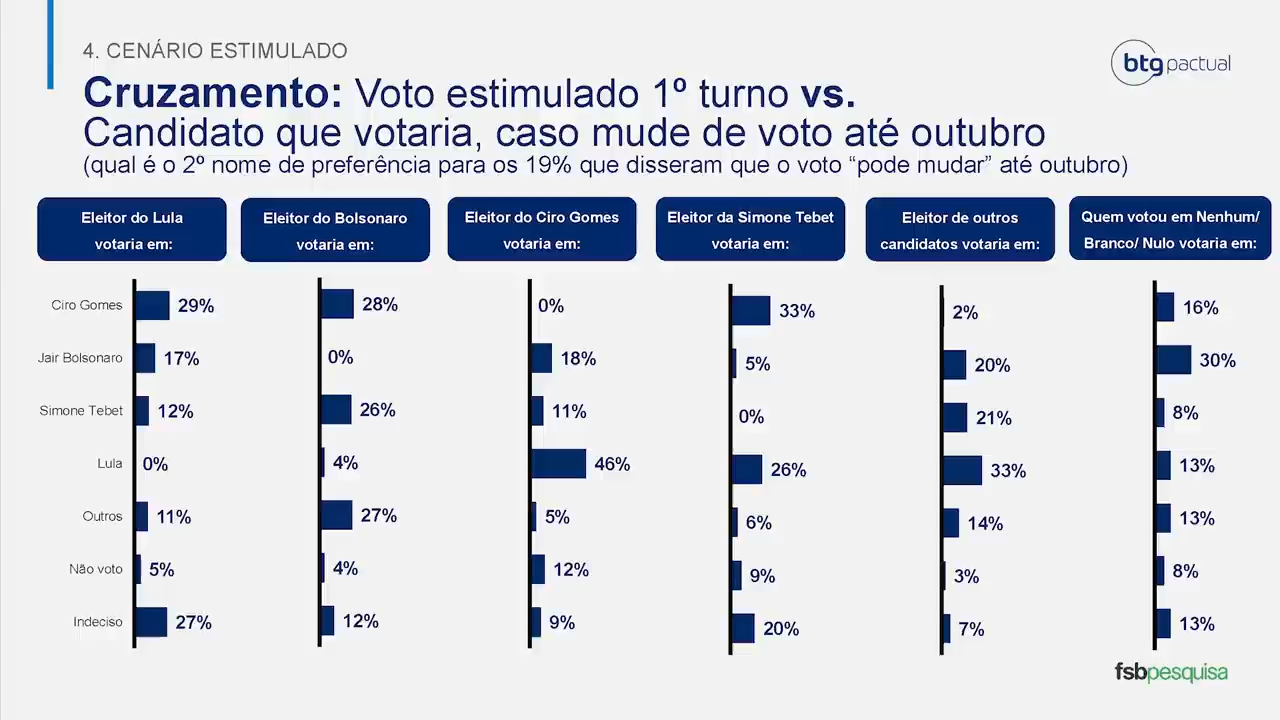 4. CENÁRIO ESTIMULADO
btgpactual
Cruzamento: Voto estimulado 1º turno vs.
Candidato que votaria, caso mude de voto até outubro
(qual é o 2º nome de preferência para os 19% que disseram que o voto “pode mudar” até outubro)
Eleitor do Lula
votaria em:
Eleitor do Bolsonaro
votaria em:
Eleitor do Ciro Gomes
votaria em:
Eleitor da Simone Tebet
votaria em:
Eleitor de outros
candidatos votaria em:
Quem votou em Nenhum/
Branco/ Nulo votaria em:
Ciro Gomes 29% 28% 0% 33% 2% 16%
Jair Bolsonaro 17% 0% 18% 5% 20% 30%
Simone Tebet 12% 26% 11% 0% 21% 8%
Lula 0% 4% 46% 26% 33% 13%
Outros 11% 27% 5% 6% 14% 13%
Não voto 5% 4% 12% 9% 3% 8%
Indeciso 27% 12% 9% 20% 7% 13%
fsbpesquisa